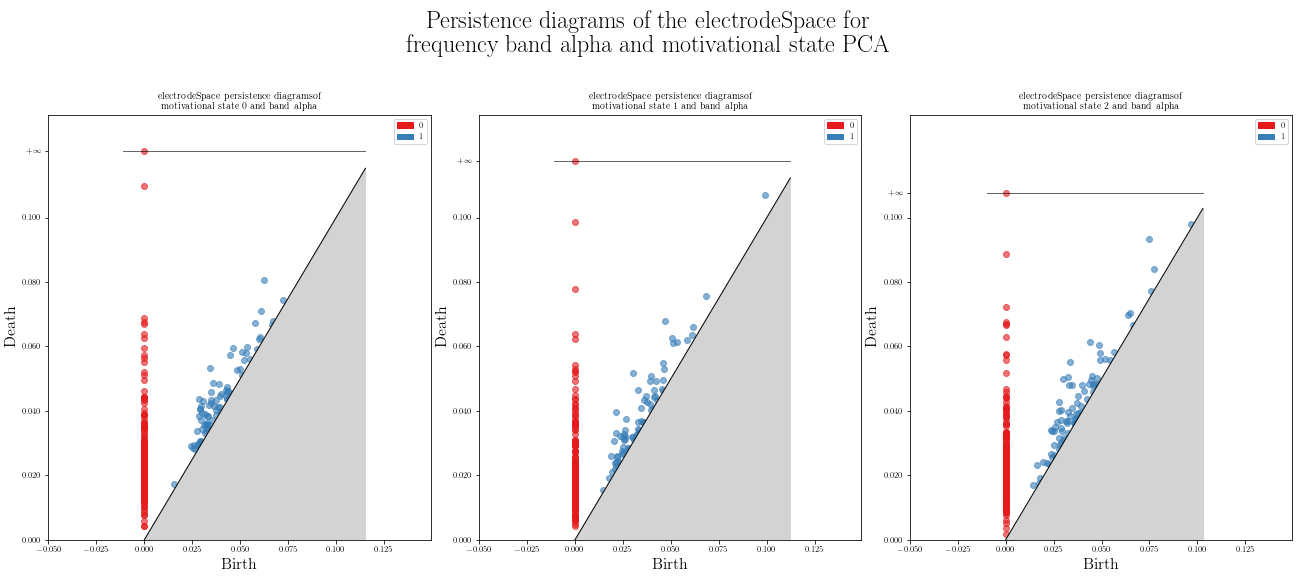 Persistence diagrams of the electrodeSpace for
frequency band alpha and motivational state PCA
electrodeSpace persistence diagramsof
motivational state 0 and band alpha
electrodeSpace persistence diagramsof
motivational state 1 and band alpha
electrodeSpace persistence diagramsof
motivational state 2 and band alpha
0
1
+∞
0.100
0.080
0.060
0.040
0.020
0.000
Death
−0.050 −0.025 0.000 0.025 0.050 0.075 0.100 0.125
Birth
0
1
+∞
0.100
0.080
0.060
0.040
0.020
0.000
Death
−0.050 −0.025 0.000 0.025 0.050 0.075 0.100 0.125
Birth
0
1
+∞
0.100
0.080
0.060
0.040
0.020
0.000
Death
−0.050 −0.025 0.000 0.025 0.050 0.075 0.100 0.125
Birth